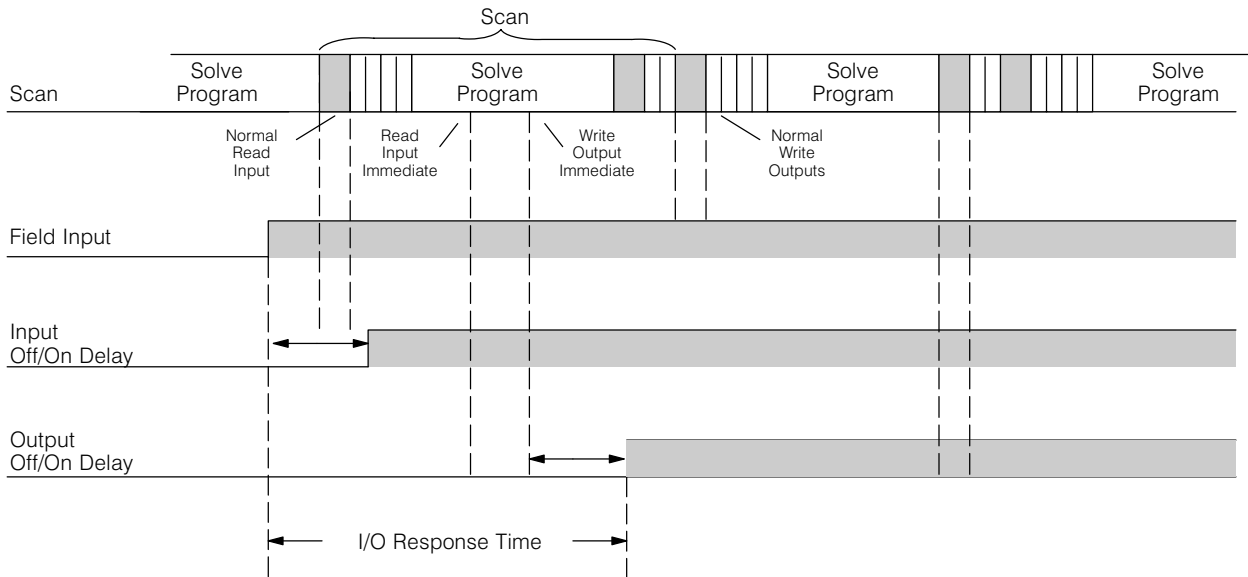 Scan
Scan
Solve
Program
Solve
Program
Solve
Program
Solve
Program
Normal
Read
Input
Read
Input
Immediate
Write
Output
Immediate
Normal
Write
Outputs
Field Input
Input
Off/On Delay
Output
Off/On Delay
I/O Response Time